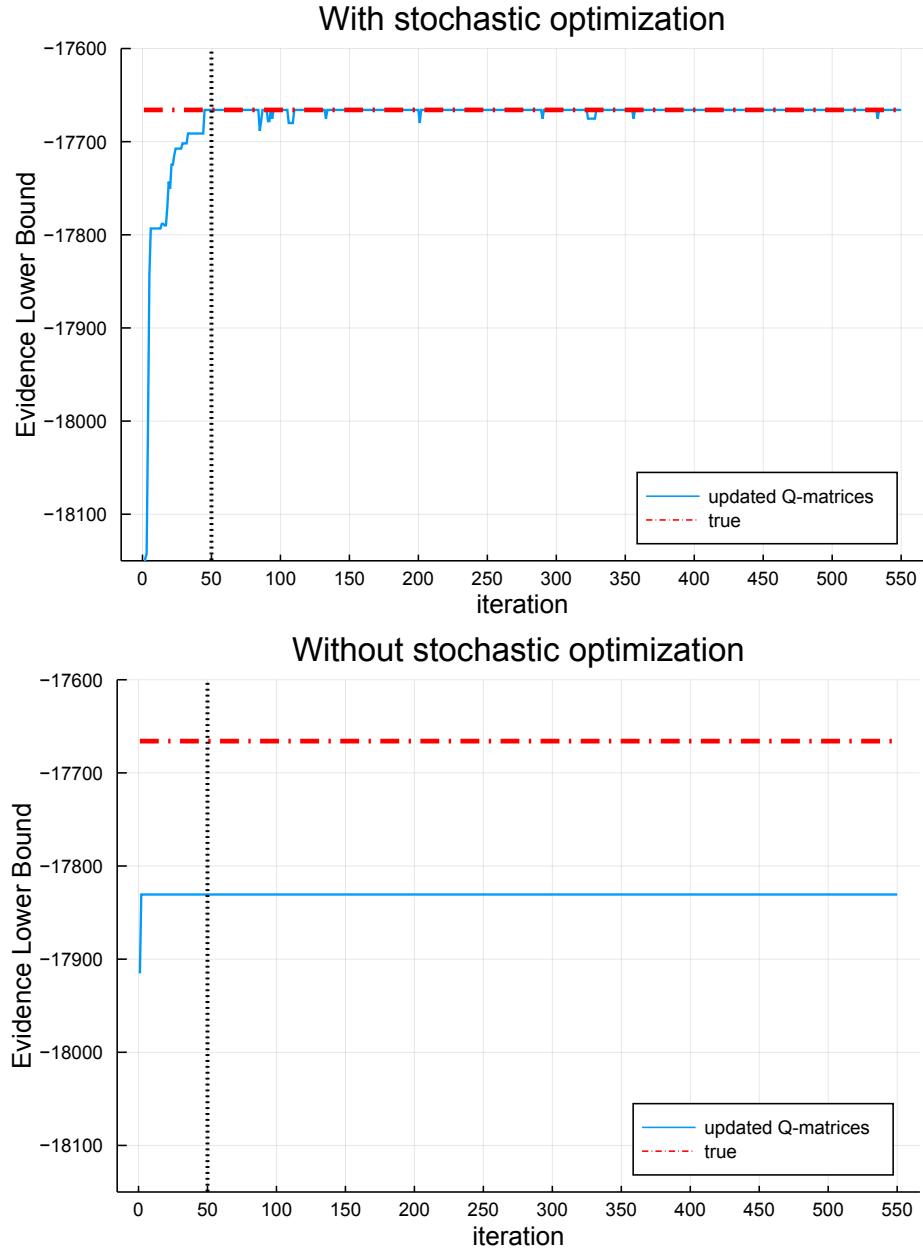 With stochastic optimization
−17600
−17700
−17800
−17900
−18000
−18100
Evidence Lower Bound
updated Q-matrices
true
0 50 100 150 200 250 300 350 400 450 500 550
iteration
Without stochastic optimization
−17600
−17700
−17800
−17900
−18000
−18100
Evidence Lower Bound
updated Q-matrices
true
0 50 100 150 200 250 300 350 400 450 500 550
iteration